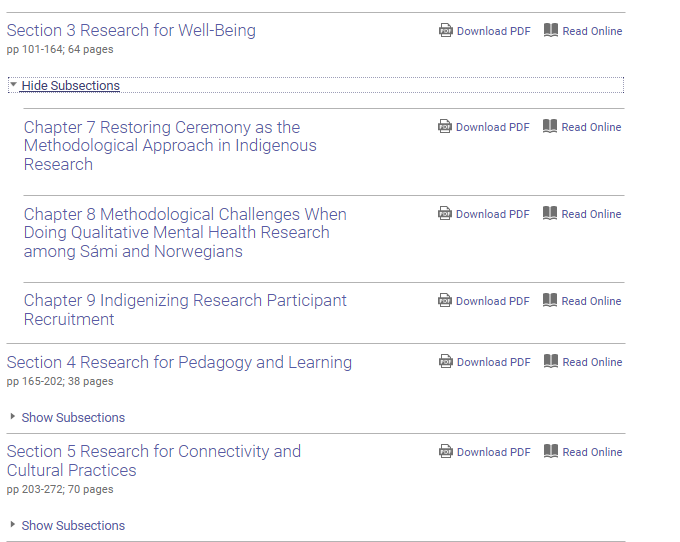 Section 3 Research for Well-Being
Download PDF
Read Online
pp 101-164; 64 pages
Hide Subsections
Chapter 7 Restoring Ceremony as the
Methodological Approach in Indigenous
Research
Download PDF
Read Online
Chapter 8 Methodological Challenges When
Doing Qualitative Mental Health Research
among Sámi and Norwegians
Download PDF
Read Online
Chapter 9 Indigenizing Research Participant
Recruitment
Download PDF
Read Online
Section 4 Research for Pedagogy and Learning
Download PDF
Read Online
pp 165-202; 38 pages
Show Subsections
Section 5 Research for Connectivity and
Cultural Practices
Download PDF
Read Online
pp 203-272; 70 pages
Show Subsections